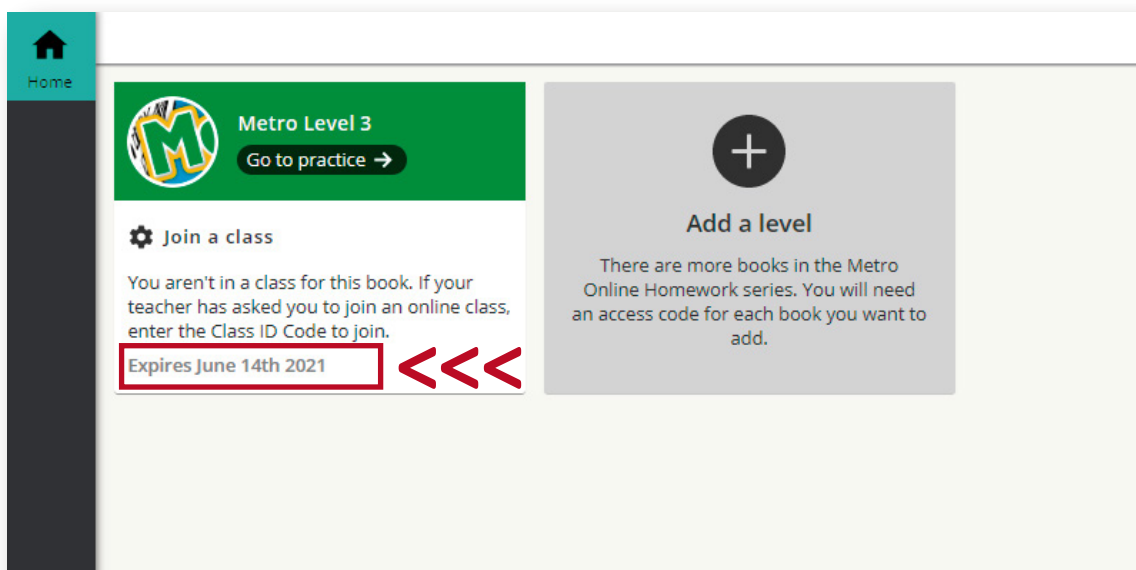 Home
Metro Level 3
Go to practice →
Join a class
You aren't in a class for this book. If your
teacher has asked you to join an online class,
enter the Class ID Code to join.
Expires June 14th 2021
<<<
Add a level
There are more books in the Metro
Online Homework series. You will need
an access code for each book you want to
add.
M